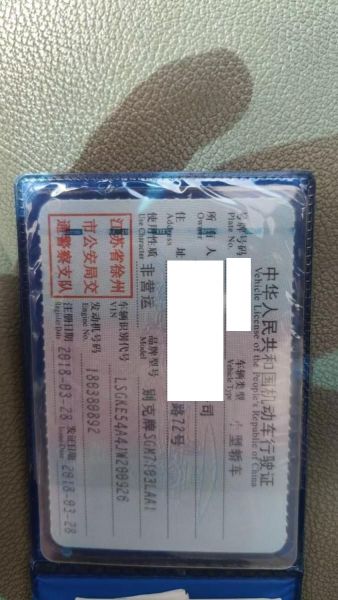 中华人民共和国机动车行驶证
Vehicle License of the People's Republic of China
号牌号码
Plate No.
车辆类型 小型轿车
Vehicle Type
所有人 司
Owner
住址 路72号
Address
使用性质 非营运
Use Character
品牌型号 别克牌SGM7183LAA1
Model
江苏省徐州
市公安局交
通警察支队
车辆识别代号 LSGKE54A4JW200926
VIN
发动机号码 180380892
Engine No.
注册日期 2018-03-28
Register Date
发证日期 2018-03-28
Issue Date